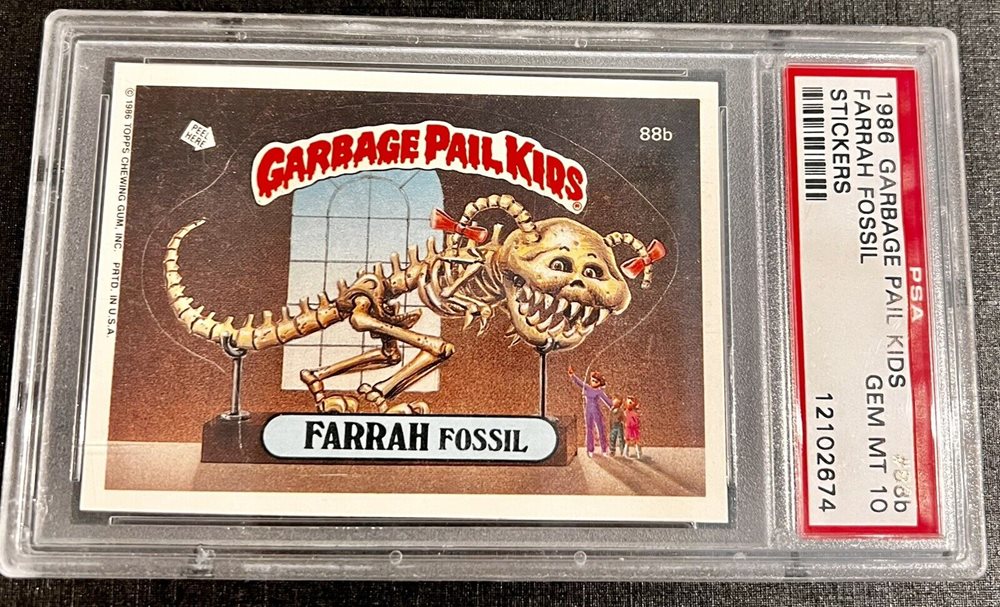 © 1986 TOPPS CHEWING GUM, INC. PRTD. IN U.S.A.
PEEL
HERE
88b
GARBAGE PAIL KIDS
®
FARRAH FOSSIL
1986 GARBAGE PAIL KIDS #88b
FARRAH FOSSIL GEM MT 10
STICKERS 12102674
PSA